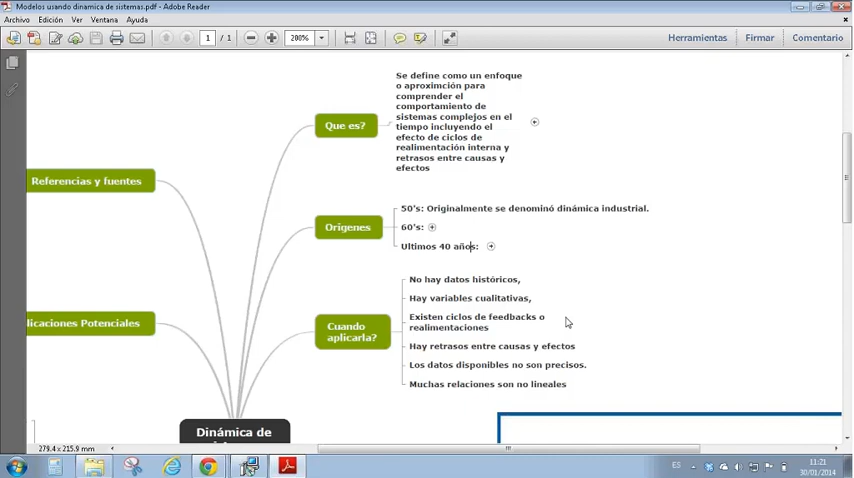 Modelos usando dinamica de sistemas.pdf - Adobe Reader
Archivo Edición Ver Ventana Ayuda
1 / 1 200% Herramientas Firmar Comentario
Se define como un enfoque
o aproximción para
comprender el
comportamiento de
sistemas complejos en el
tiempo incluyendo el
efecto de ciclos de
realimentación interna y
retrasos entre causas y
efectos
Que es?
Referencias y fuentes
Orígenes
50's: Originalmente se denominó dinámica industrial.
60's:
Ultimos 40 años:
Cuando
aplicarla?
No hay datos históricos,
Hay variables cualitativas,
Existen ciclos de feedbacks o
realimentaciones
Hay retrasos entre causas y efectos
Los datos disponibles no son precisos.
Muchas relaciones son no lineales
licaciones Potenciales
Dinámica de
279.4 x 215.9 mm
ES
11:21
30/01/2014